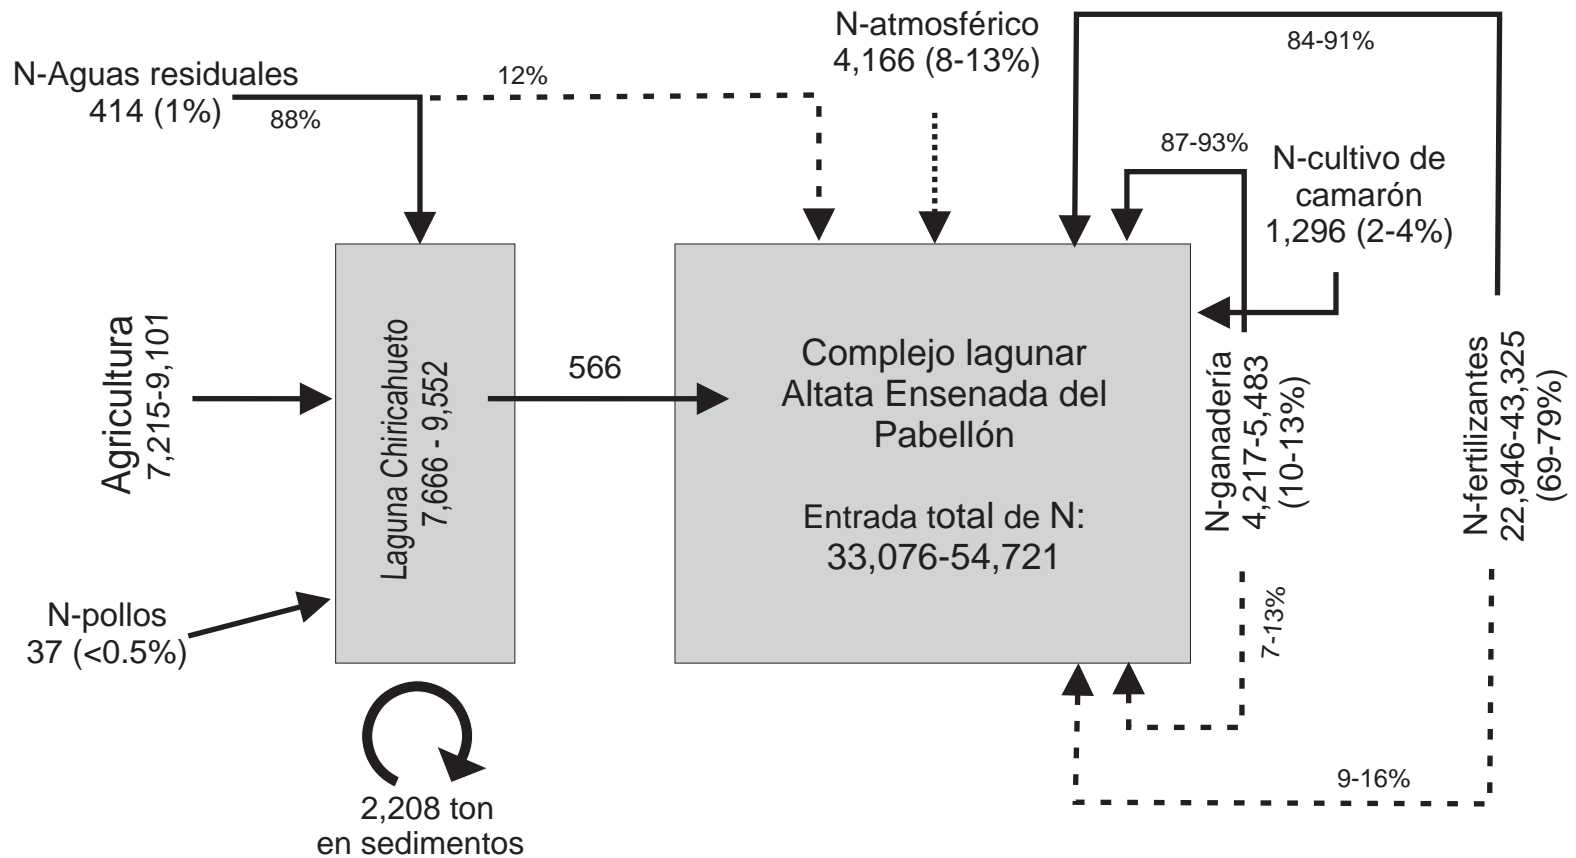 N-Aguas residuales
414 (1%)
88%
12%
N-atmosférico
4,166 (8-13%)
84-91%
87-93%
N-cultivo de
camarón
1,296 (2-4%)
Agricultura
7,215-9,101
Laguna Chiricahueto
7,666 - 9,552
566
Complejo lagunar
Altata Ensenada del
Pabellón
Entrada total de N:
33,076-54,721
N-ganadería
4,217-5,483
(10-13%)
N-fertilizantes
22,946-43,325
(69-79%)
N-pollos
37 (<0.5%)
7-13%
9-16%
2,208 ton
en sedimentos